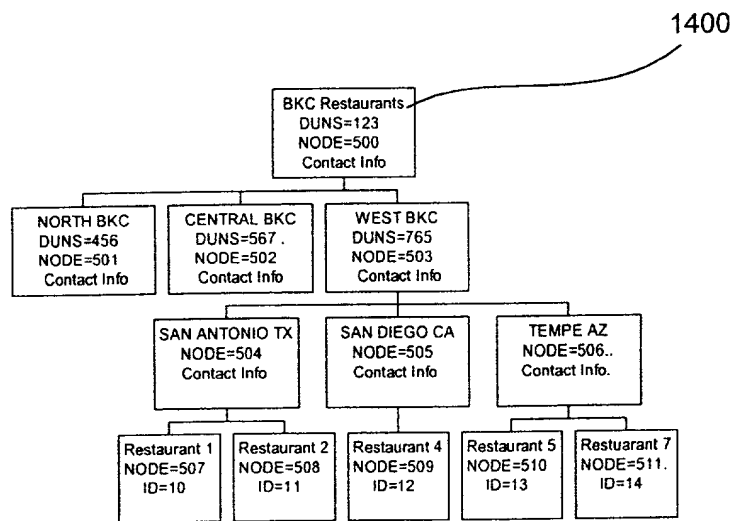 1400
BKC Restaurants
DUNS=123
NODE=500
Contact Info
NORTH BKC
DUNS=456
NODE=501
Contact Info
CENTRAL BKC
DUNS=567 .
NODE=502
Contact Info
WEST BKC
DUNS=765
NODE=503
Contact Info
SAN ANTONIO TX
NODE=504
Contact Info
SAN DIEGO CA
NODE=505
Contact Info
TEMPE AZ
NODE=506..
Contact Info.
Restaurant 1
NODE=507
ID=10
Restaurant 2
NODE=508
ID=11
Restaurant 4
NODE=509
ID=12
Restaurant 5
NODE=510
ID=13
Restuarant 7
NODE=511.
ID=14